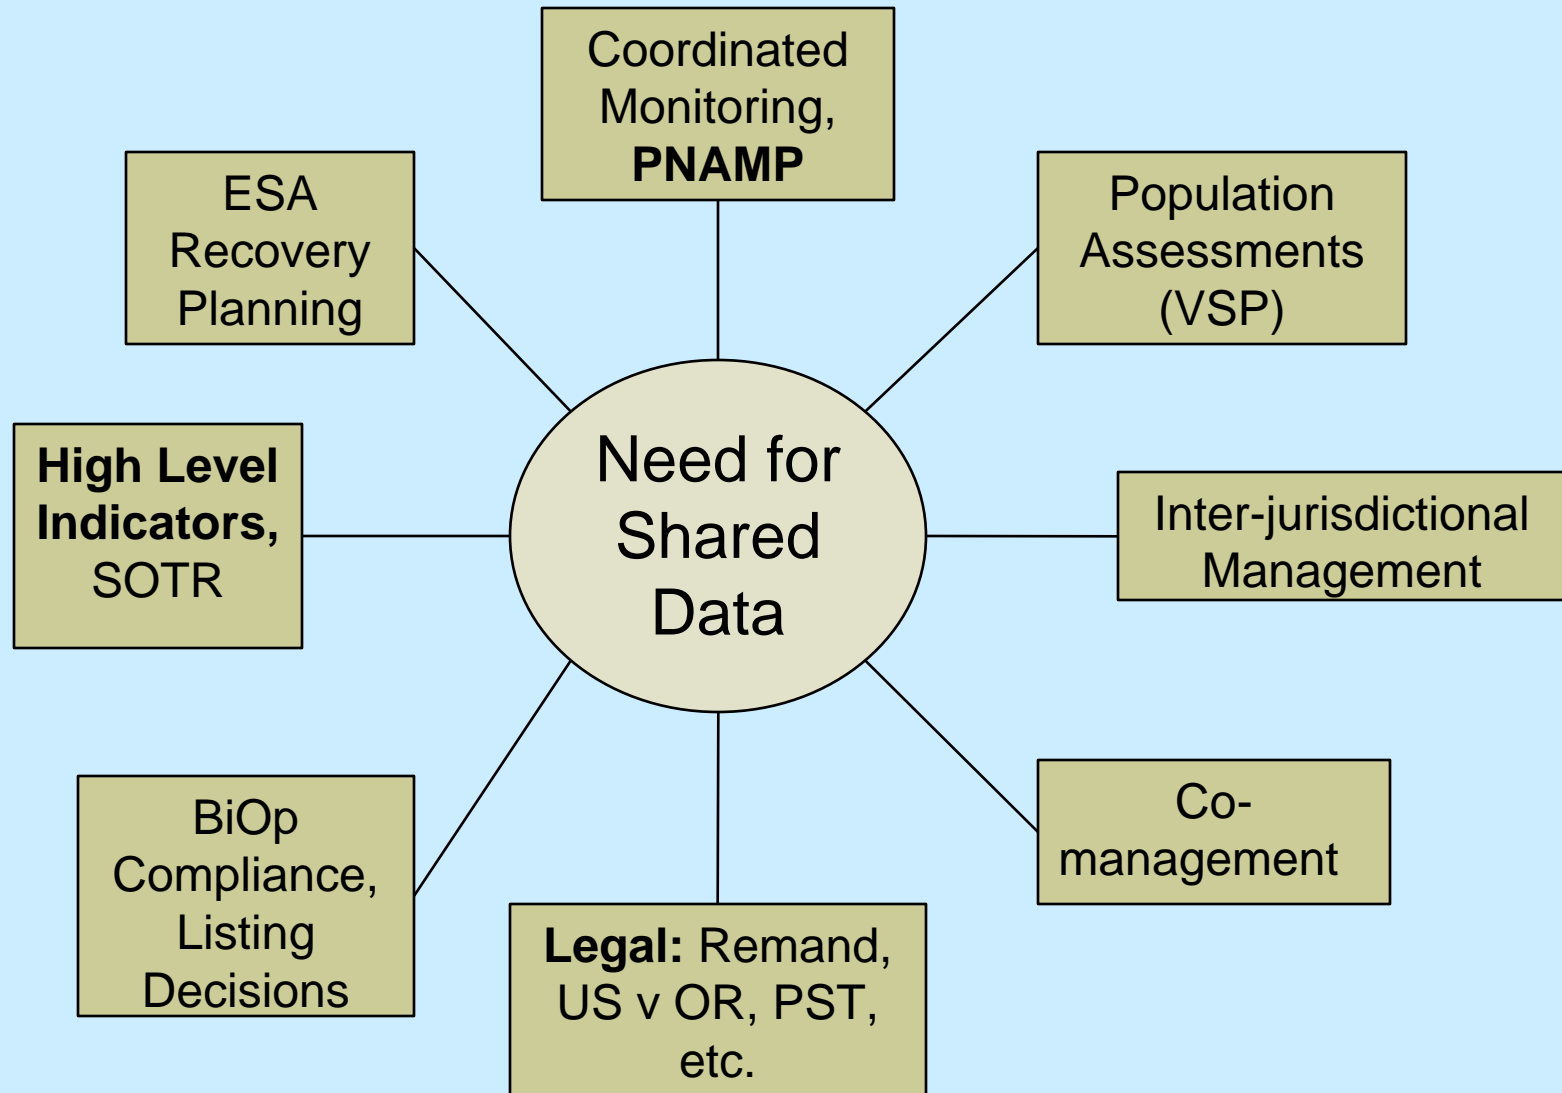 Coordinated
Monitoring,
PNAMP
ESA
Recovery
Planning
Population
Assessments
(VSP)
High Level
Indicators,
SOTR
Need for
Shared
Data
Inter-jurisdictional
Management
BiOp
Compliance,
Listing
Decisions
Co-
management
Legal: Remand,
US v OR, PST,
etc.